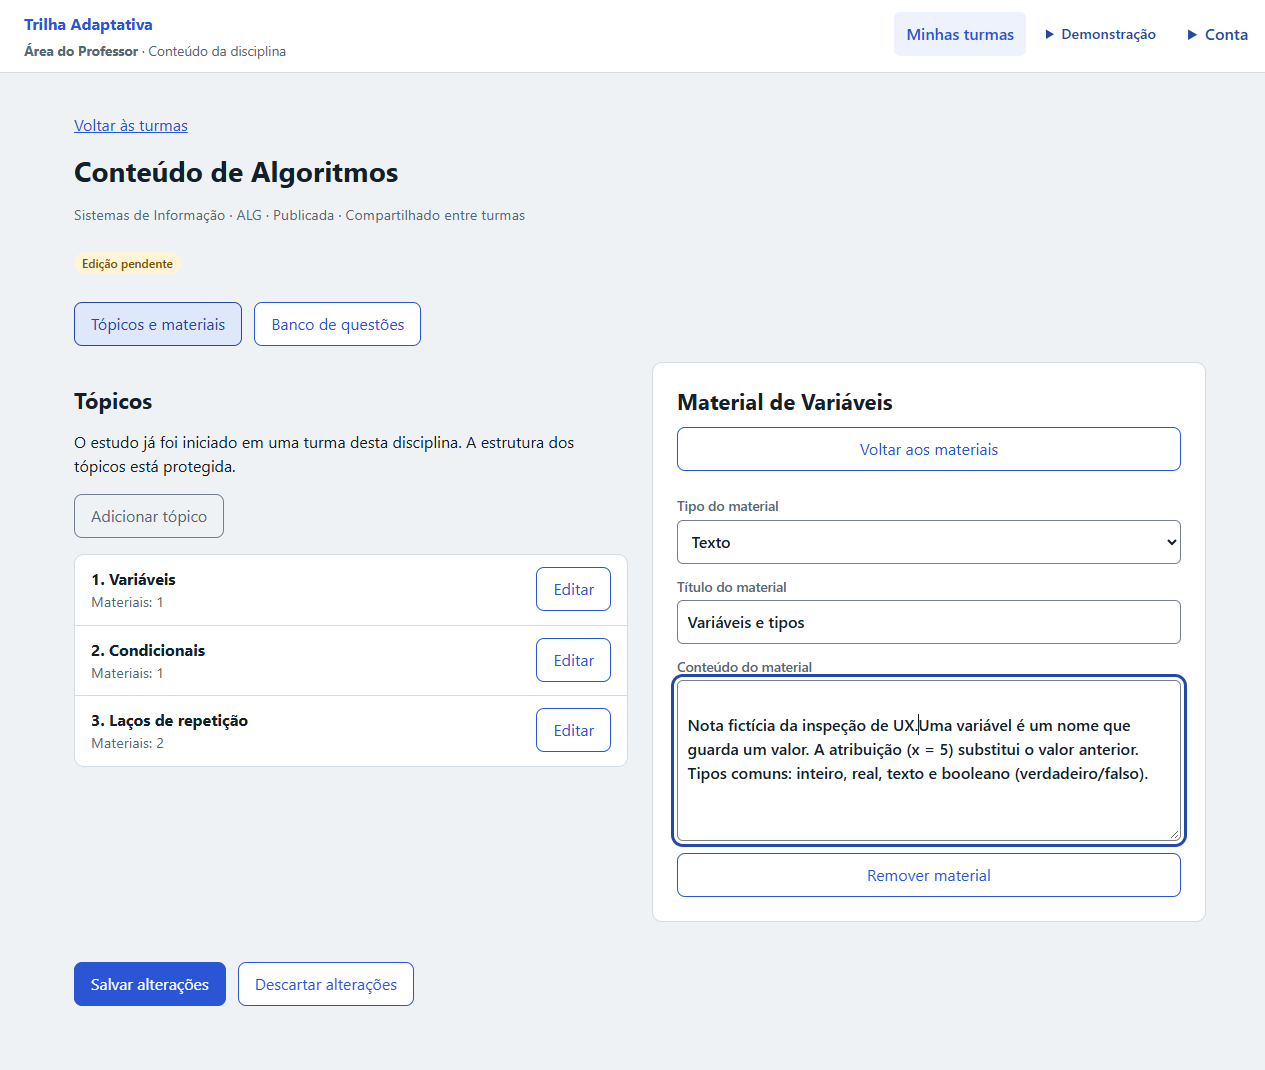 Trilha Adaptativa
Área do Professor · Conteúdo da disciplina
Minhas turmas
Demonstração
Conta
Voltar às turmas
Conteúdo de Algoritmos
Sistemas de Informação · ALG · Publicada · Compartilhado entre turmas
Edição pendente
Tópicos e materiais
Banco de questões
Tópicos
O estudo já foi iniciado em uma turma desta disciplina. A estrutura dos
tópicos está protegida.
Adicionar tópico
1. Variáveis
Materiais: 1
Editar
2. Condicionais
Materiais: 1
Editar
3. Laços de repetição
Materiais: 2
Editar
Material de Variáveis
Voltar aos materiais
Tipo do material
Texto
Título do material
Variáveis e tipos
Conteúdo do material
Nota fictícia da inspeção de UX.Uma variável é um nome que
guarda um valor. A atribuição (x = 5) substitui o valor anterior.
Tipos comuns: inteiro, real, texto e booleano (verdadeiro/falso).
Remover material
Salvar alterações
Descartar alterações